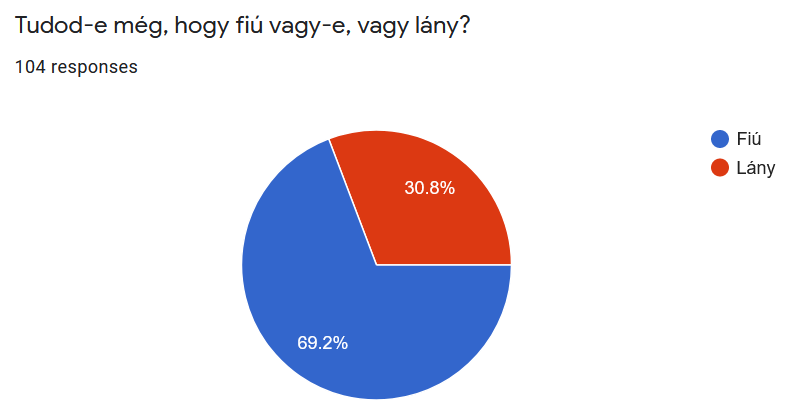 Tudod-e még, hogy fiú vagy-e, vagy lány?
104 responses
Fiú
Lány
30.8%
69.2%